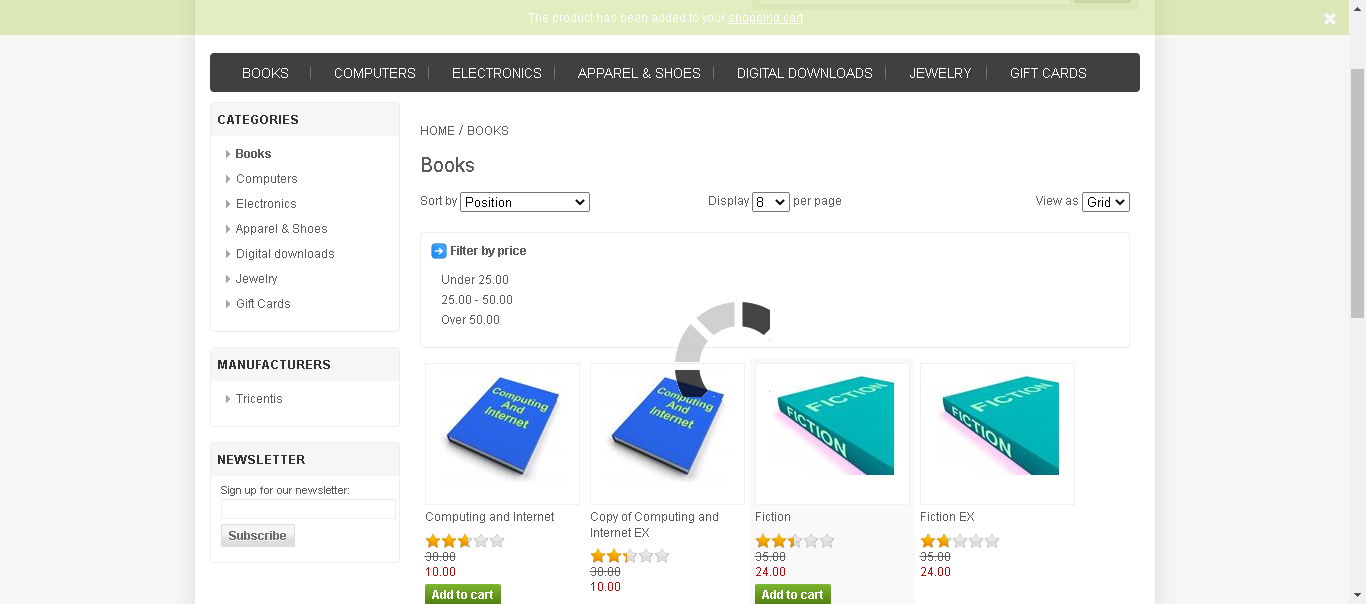 The product has been added to your shopping cart
BOOKS COMPUTERS ELECTRONICS APPAREL & SHOES DIGITAL DOWNLOADS JEWELRY GIFT CARDS
CATEGORIES
Books
Computers
Electronics
Apparel & Shoes
Digital downloads
Jewelry
Gift Cards
MANUFACTURERS
Tricentis
NEWSLETTER
Sign up for our newsletter:
Subscribe
HOME / BOOKS
Books
Sort by Position Display 8 per page View as Grid
Filter by price
Under 25.00
25.00 - 50.00
Over 50.00
Computing
And
Internet
Computing
And
Internet
FICTION
FICTION
FICTION
FICTION
Computing and Internet
30.00
10.00
Add to cart
Copy of Computing and
Internet EX
30.00
10.00
Fiction
35.00
24.00
Add to cart
Fiction EX
35.00
24.00